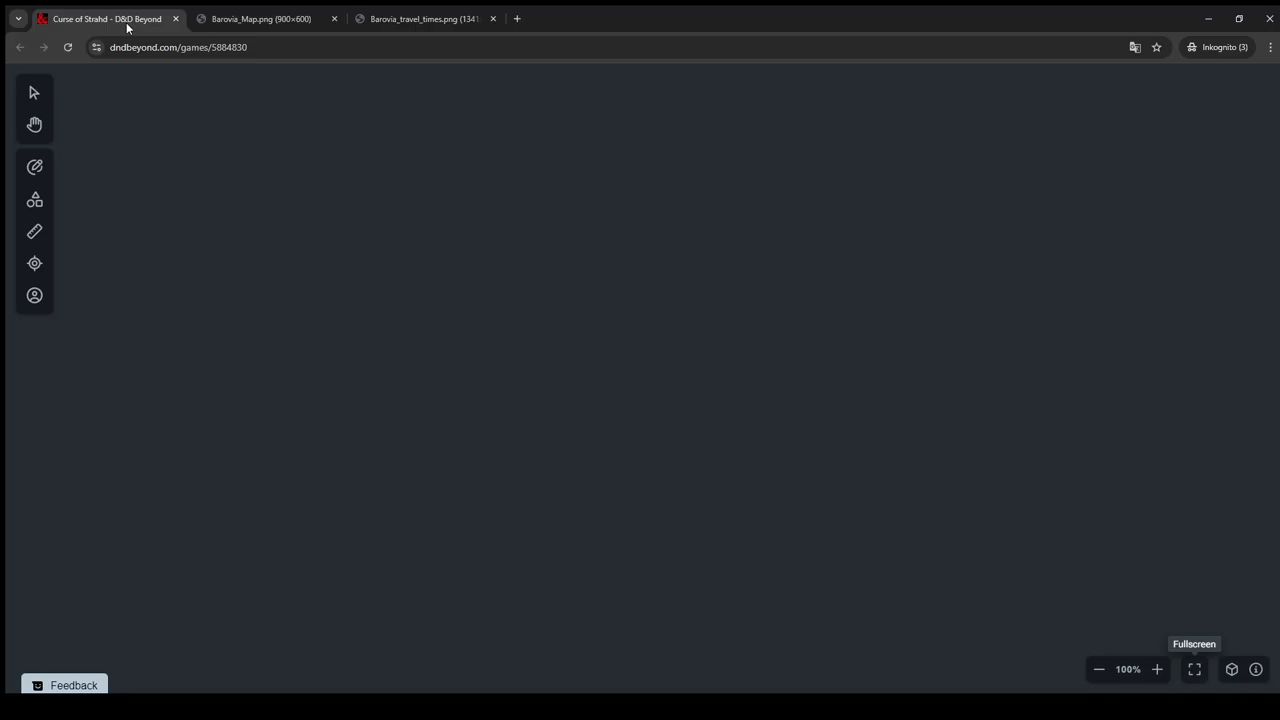 Curse of Strahd - D&D Beyond
Barovia_Map.png (900×600)
Barovia_travel_times.png (1341
dndbeyond.com/games/5884830
Inkognito (3)
Fullscreen
100%
Feedback